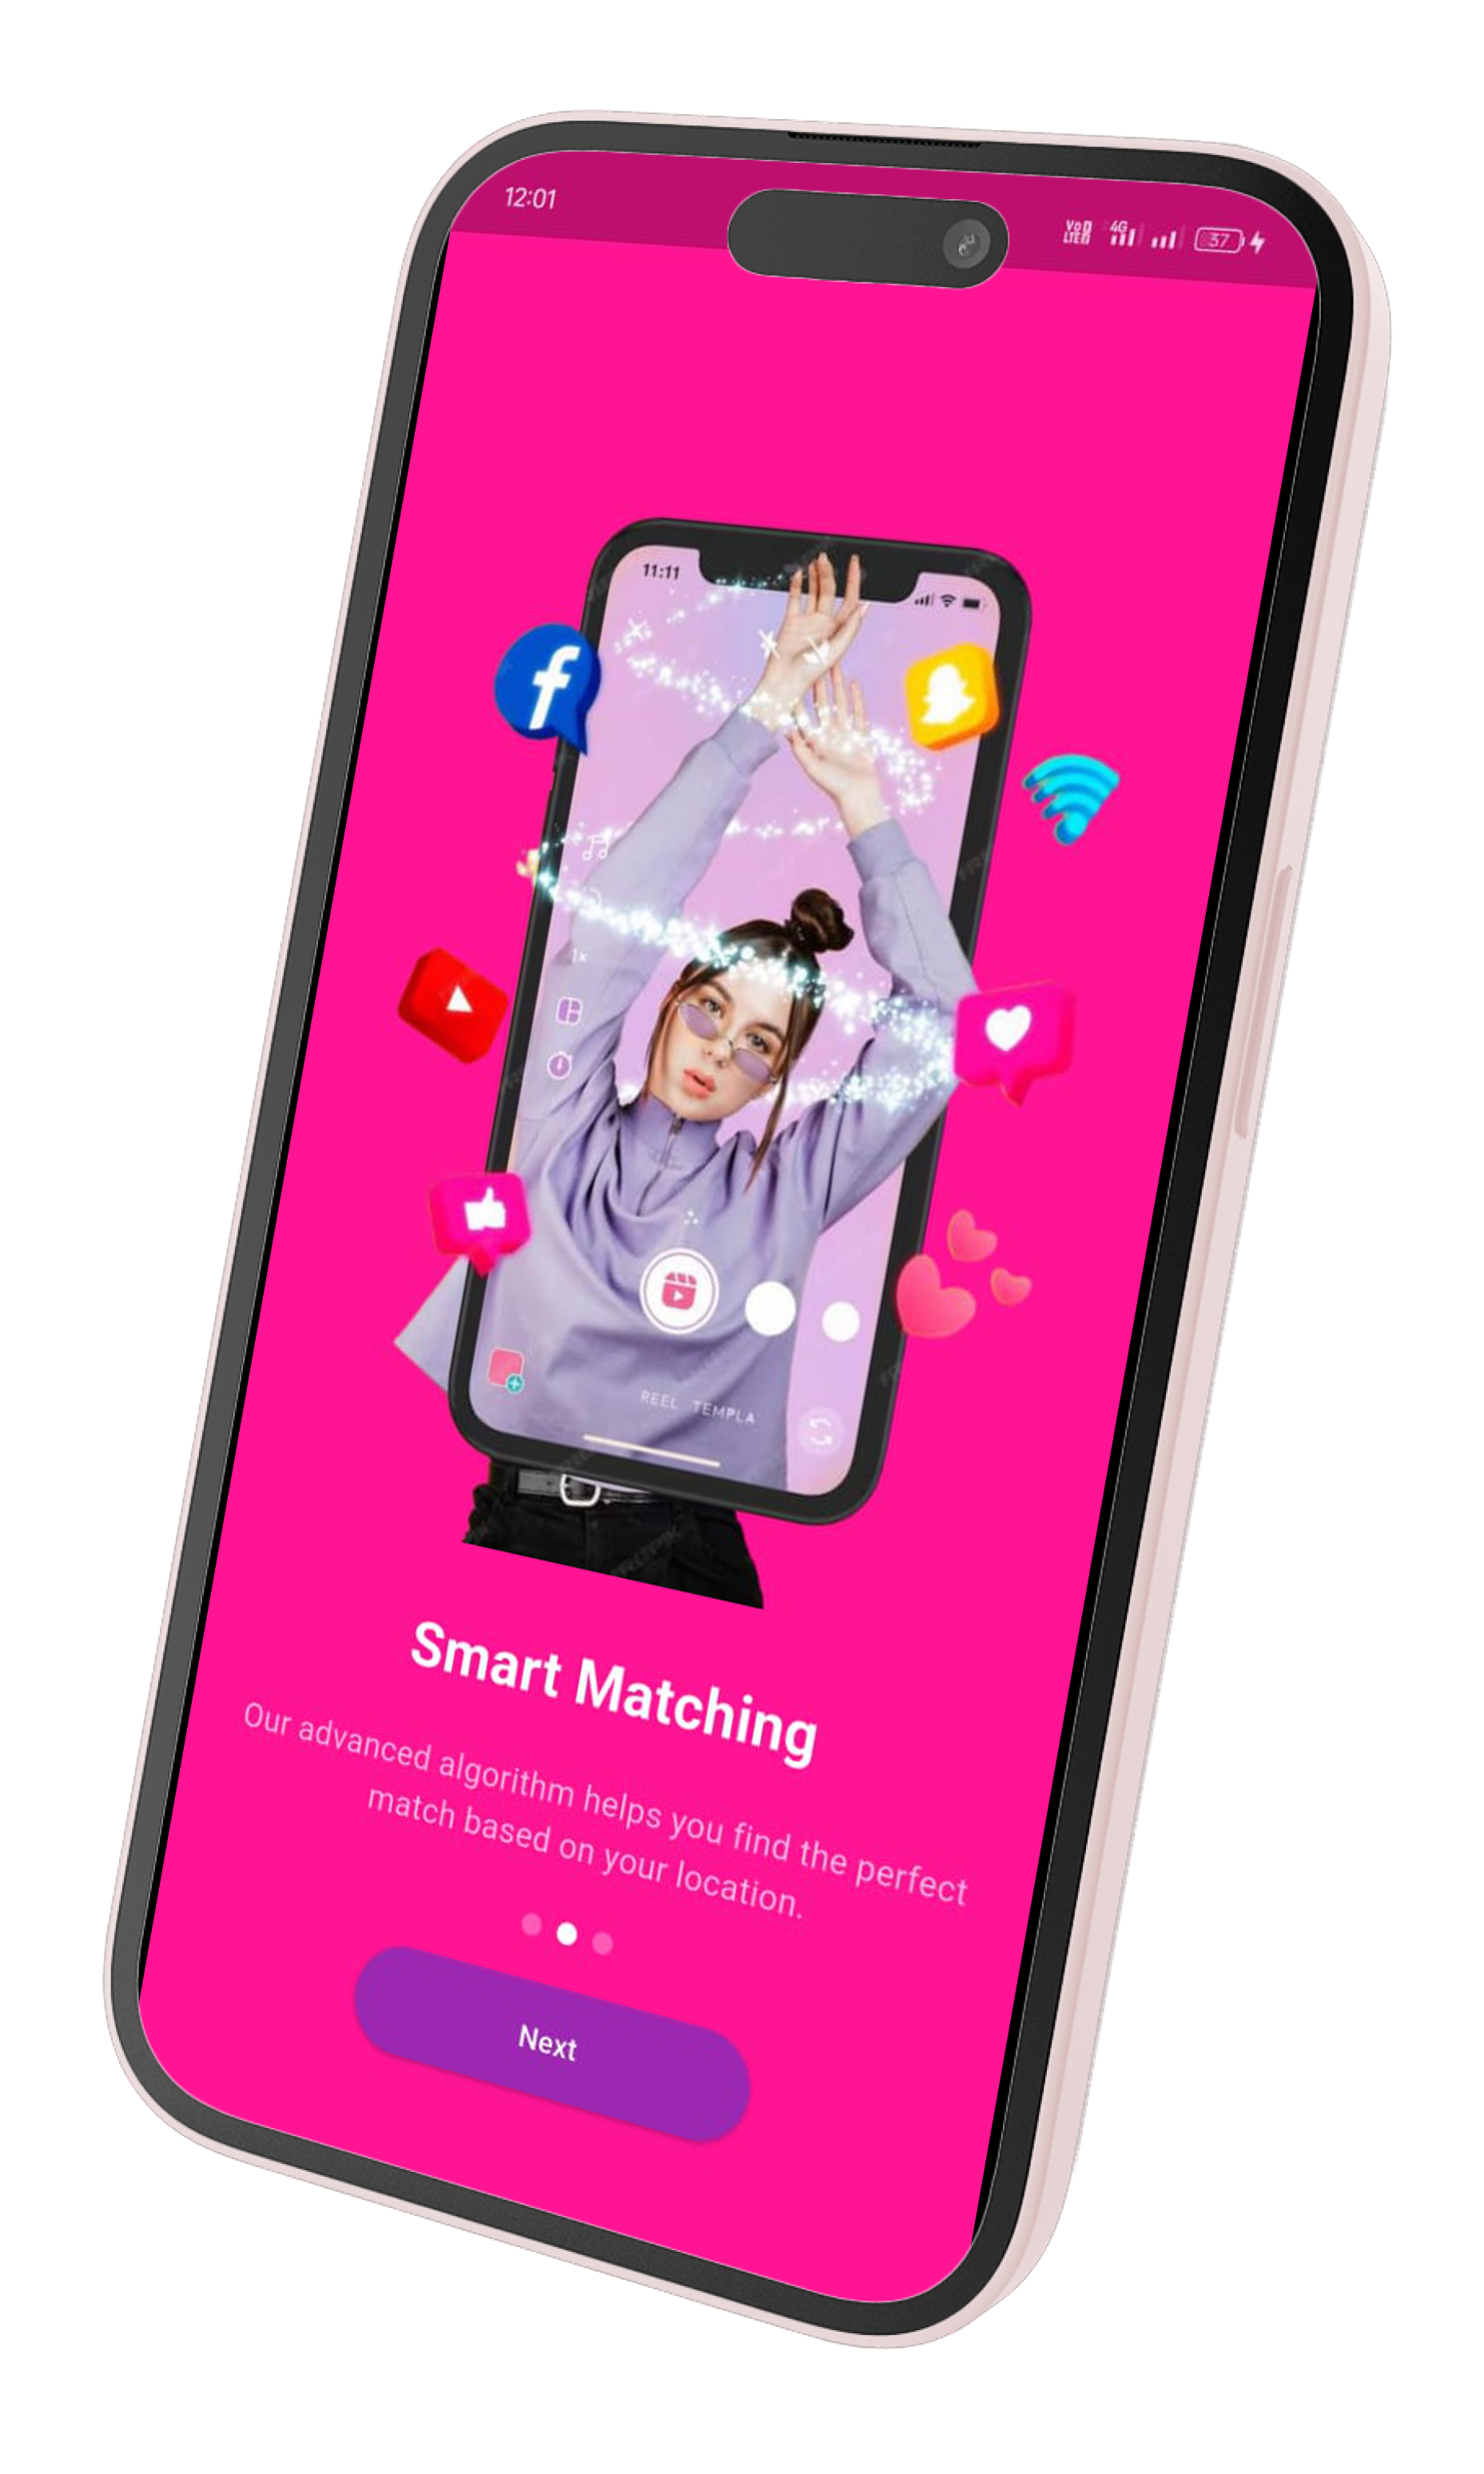 12:01
Vo
LTE
4G
37
11:11
1x
REEL TEMPLA
Smart Matching
Our advanced algorithm helps you find the perfect
match based on your location.
Next